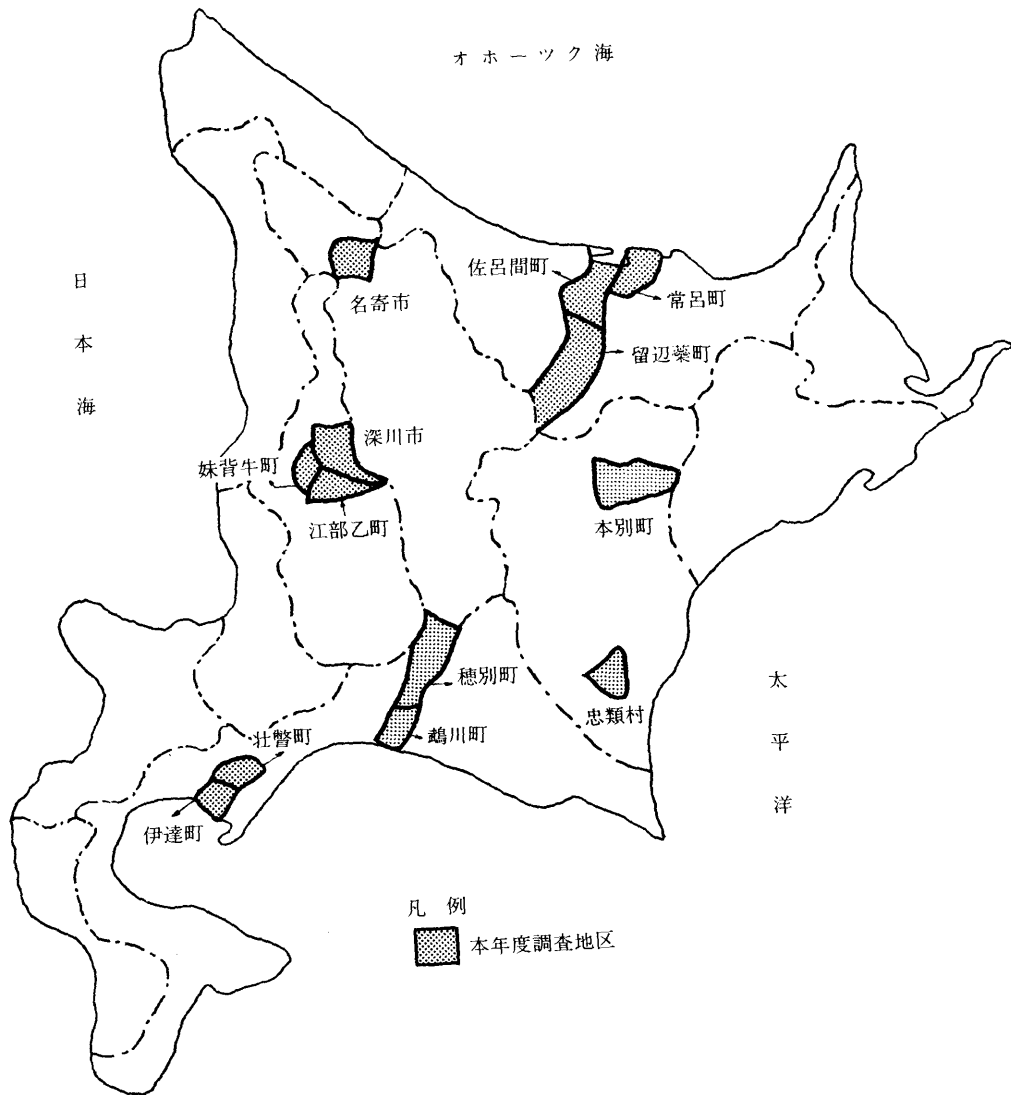 オホーツク海
日本海
佐呂間町
常呂町
名寄市
留辺蘂町
深川市
妹背牛町
江部乙町
本別町
穂別町
忠類村
鵡川町
太平洋
壮瞥町
伊達町
凡例
本年度調査地区